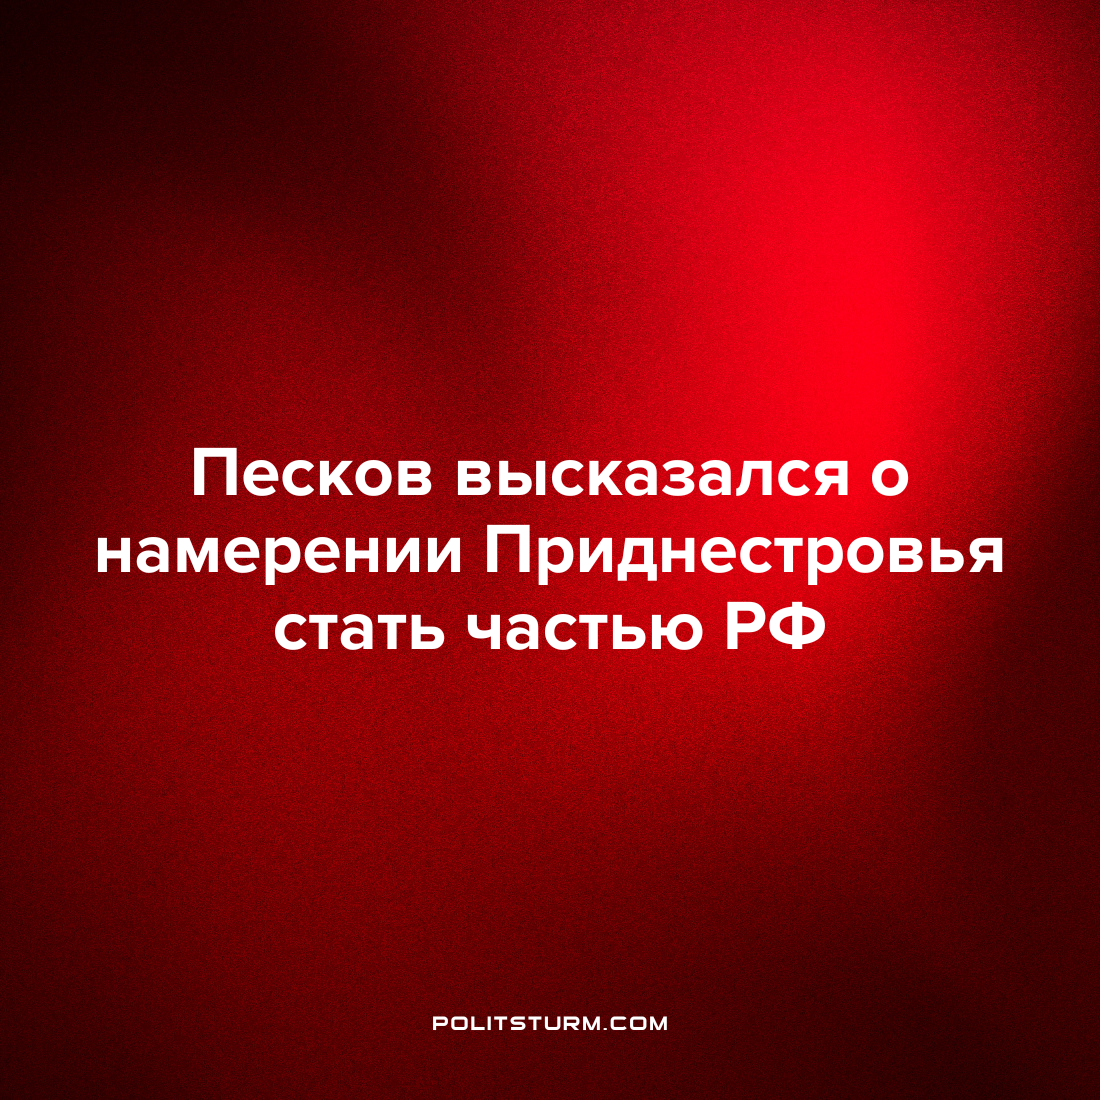 Песков высказался о
намерении Приднестровья
стать частью РФ
POLITSTURM.COM